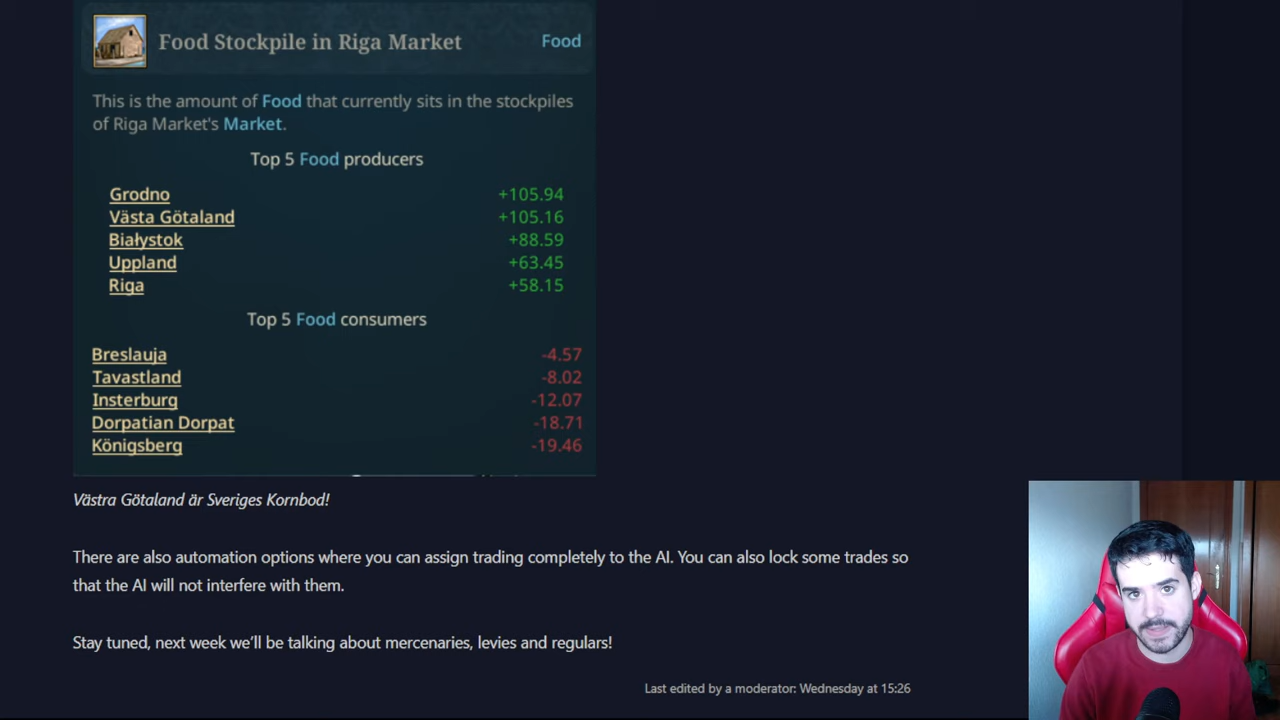 Food Stockpile in Riga Market Food
This is the amount of Food that currently sits in the stockpiles
of Riga Market's Market.
Top 5 Food producers
Grodno +105.94
Västa Götaland +105.16
Białystok +88.59
Uppland +63.45
Riga +58.15
Top 5 Food consumers
Breslauja -4.57
Tavastland -8.02
Insterburg -12.07
Dorpatian Dorpat -18.71
Königsberg -19.46
Västra Götaland är Sveriges Kornbod!
There are also automation options where you can assign trading completely to the AI. You can also lock some trades so
that the AI will not interfere with them.
Stay tuned, next week we’ll be talking about mercenaries, levies and regulars!
Last edited by a moderator: Wednesday at 15:26